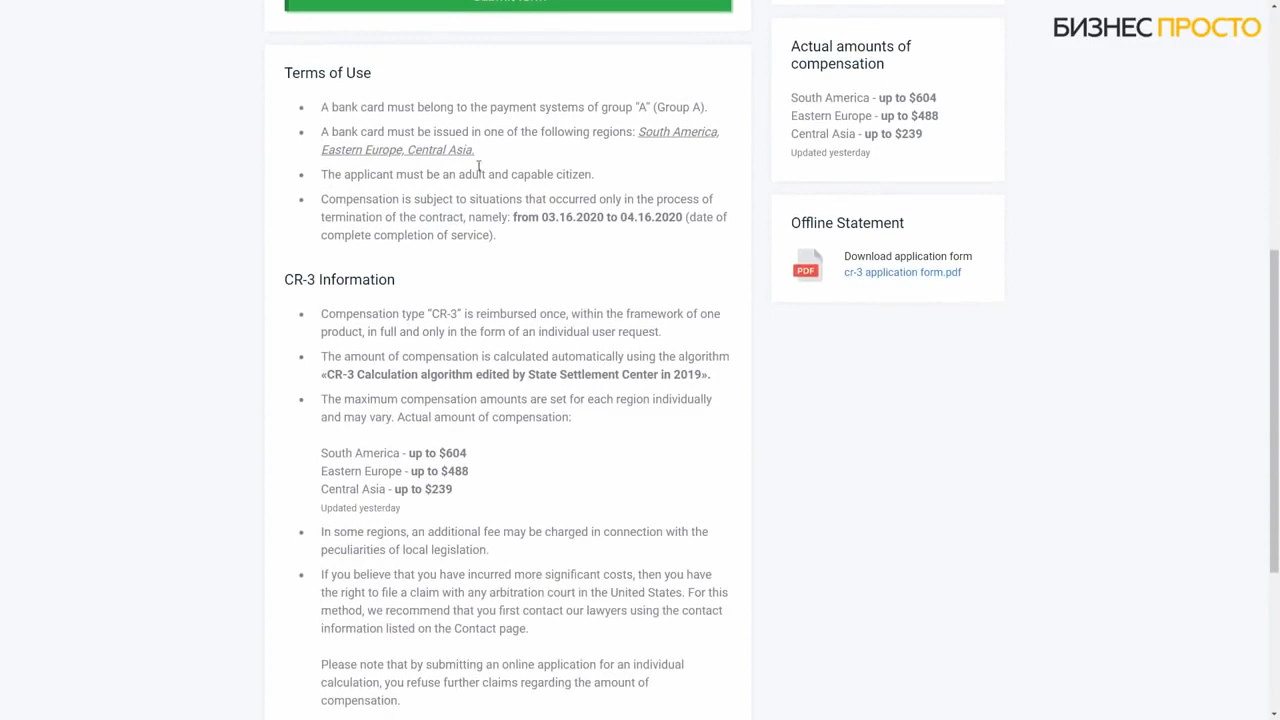 БИЗНЕС ПРОСТО
Terms of Use
A bank card must belong to the payment systems of group "A" (Group A).
A bank card must be issued in one of the following regions: South America,
Eastern Europe, Central Asia.
The applicant must be an adult and capable citizen.
Compensation is subject to situations that occurred only in the process of
termination of the contract, namely: from 03.16.2020 to 04.16.2020 (date of
complete completion of service).
CR-3 Information
Compensation type “CR-3” is reimbursed once, within the framework of one
product, in full and only in the form of an individual user request.
The amount of compensation is calculated automatically using the algorithm
«CR-3 Calculation algorithm edited by State Settlement Center in 2019».
The maximum compensation amounts are set for each region individually
and may vary. Actual amount of compensation:
South America - up to $604
Eastern Europe - up to $488
Central Asia - up to $239
Updated yesterday
In some regions, an additional fee may be charged in connection with the
peculiarities of local legislation.
If you believe that you have incurred more significant costs, then you have
the right to file a claim with any arbitration court in the United States. For this
method, we recommend that you first contact our lawyers using the contact
information listed on the Contact page.
Please note that by submitting an online application for an individual
calculation, you refuse further claims regarding the amount of
compensation.
Actual amounts of
compensation
South America - up to $604
Eastern Europe - up to $488
Central Asia - up to $239
Updated yesterday
Offline Statement
PDF
Download application form
cr-3 application form.pdf